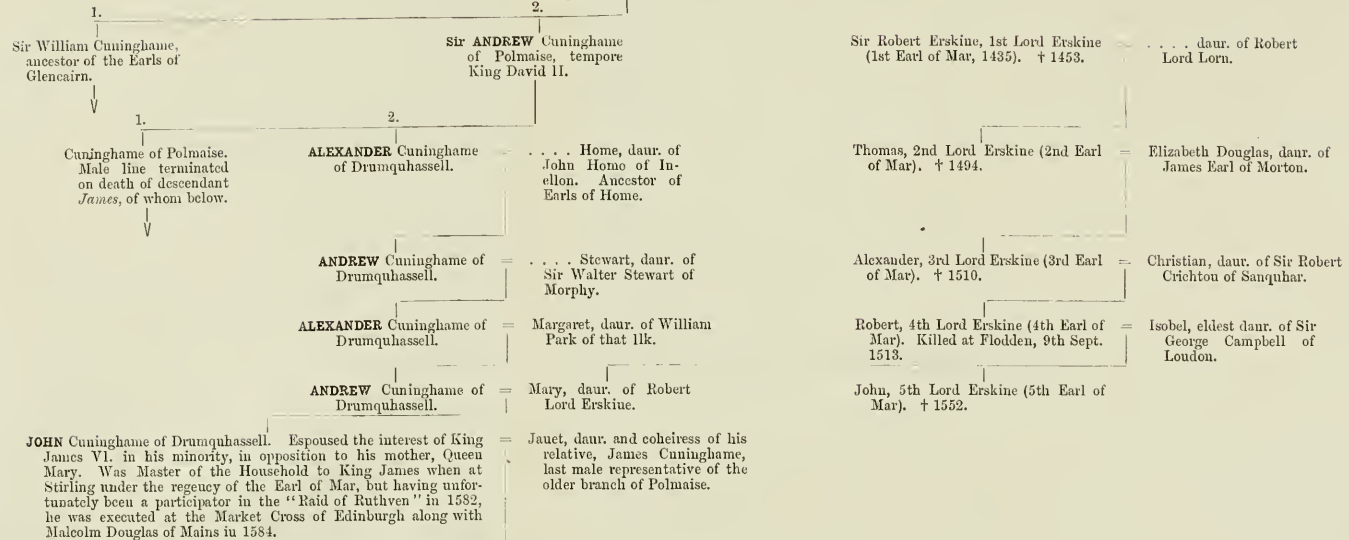 1.
2.
Sir William Cuninghame,
ancestor of the Earls of
Glencairn.
Sir ANDREW Cuninghame
of Polmaise, tempore
King David II.
Sir Robert Erskine, 1st Lord Erskine
(1st Earl of Mar, 1435). † 1453.
= . . . . daur. of Robert
Lord Lorn.
1.
2.
Cuninghame of Polmaise.
Male line terminated
on death of descendant
James, of whom below.
ALEXANDER Cuninghame
of Drumquhassell.
= . . . . Home, daur. of
John Home of In-
ellon. Ancestor of
Earls of Home.
Thomas, 2nd Lord Erskine (2nd Earl
of Mar). † 1494.
= Elizabeth Douglas, daur. of
James Earl of Morton.
ANDREW Cuninghame of
Drumquhassell.
= . . . . Stewart, daur. of
Sir Walter Stewart of
Morphy.
Alexander, 3rd Lord Erskine (3rd Earl
of Mar). † 1510.
= Christian, daur. of Sir Robert
Crichton of Sanquhar.
ALEXANDER Cuninghame of
Drumquhassell.
= Margaret, daur. of William
Park of that Ilk.
Robert, 4th Lord Erskine (4th Earl of
Mar). Killed at Flodden, 9th Sept.
1513.
= Isobel, eldest daur. of Sir
George Campbell of
Loudon.
ANDREW Cuninghame of
Drumquhassell.
= Mary, daur. of Robert
Lord Erskine.
John, 5th Lord Erskine (5th Earl of
Mar). † 1552.
JOHN Cuninghame of Drumquhassell. Espoused the interest of King
James VI. in his minority, in opposition to his mother, Queen
Mary. Was Master of the Household to King James when at
Stirling under the regency of the Earl of Mar, but having unfor-
tunately been a participator in the "Raid of Ruthven" in 1582,
he was executed at the Market Cross of Edinburgh along with
Malcolm Douglas of Mains in 1584.
= Janet, daur. and coheiress of his
relative, James Cuninghame,
last male representative of the
older branch of Polmaise.